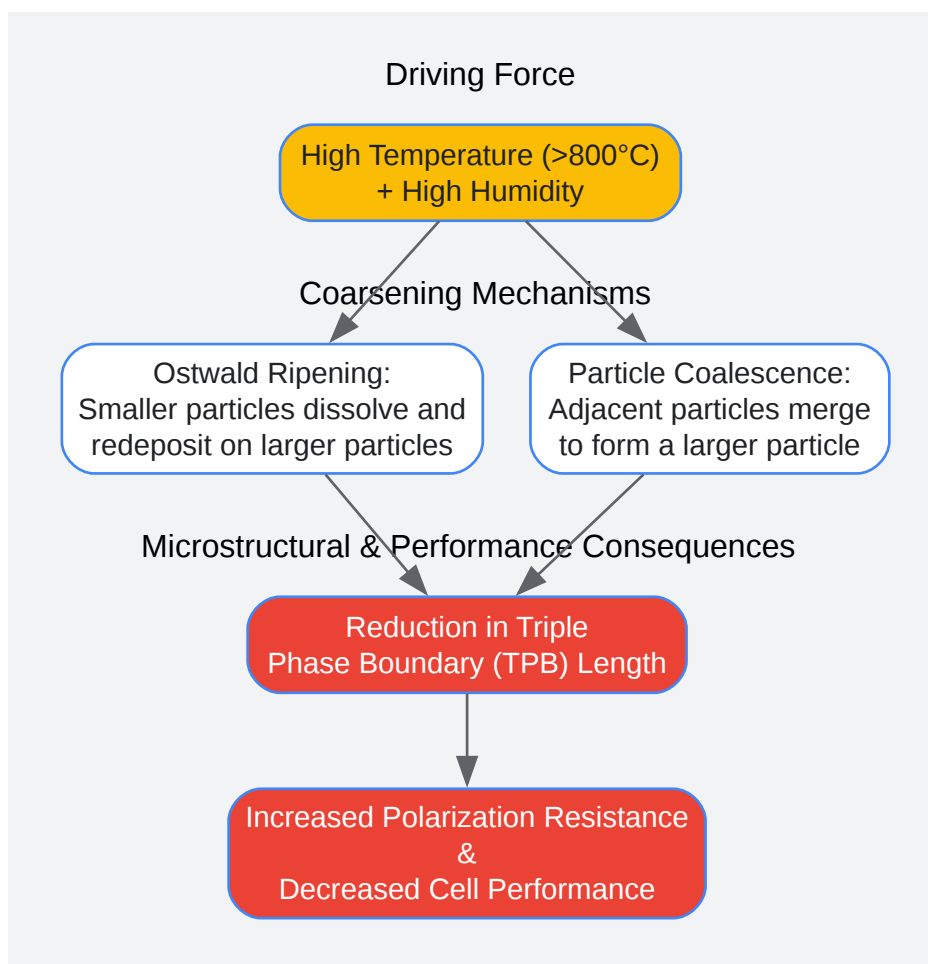 Driving Force
High Temperature (>800°C)
+ High Humidity
Coarsening Mechanisms
Ostwald Ripening:
Smaller particles dissolve and
redeposit on larger particles
Particle Coalescence:
Adjacent particles merge
to form a larger particle
Microstructural & Performance Consequences
Reduction in Triple
Phase Boundary (TPB) Length
Increased Polarization Resistance
&
Decreased Cell Performance